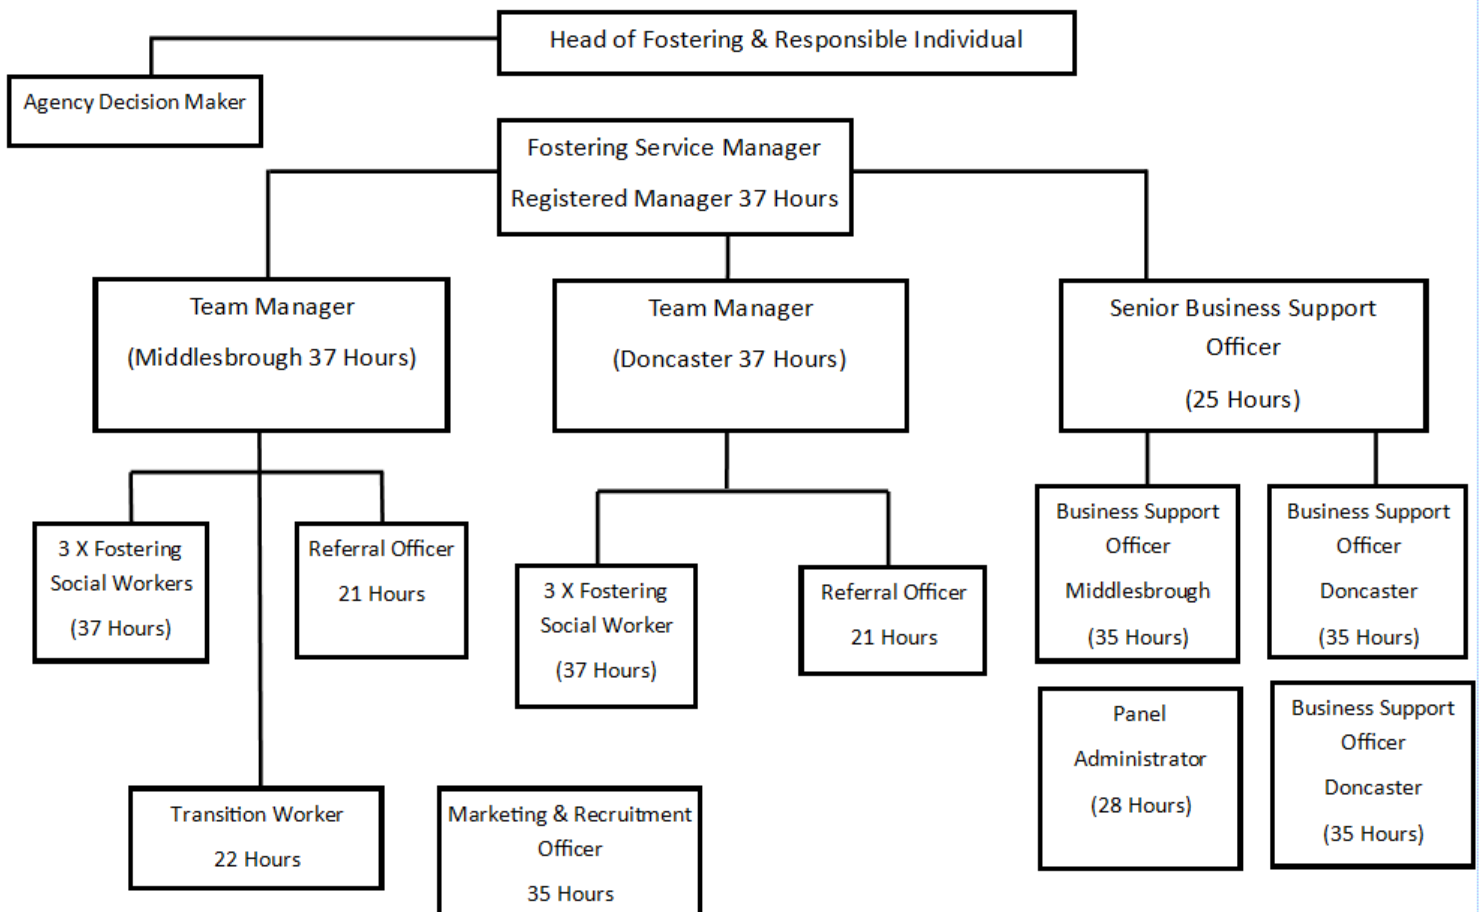 Head of Fostering & Responsible Individual
Agency Decision Maker
Fostering Service Manager
Registered Manager 37 Hours
Team Manager
(Middlesbrough 37 Hours)
Team Manager
(Doncaster 37 Hours)
Senior Business Support
Officer
(25 Hours)
3 X Fostering
Social Workers
(37 Hours)
Referral Officer
21 Hours
3 X Fostering
Social Worker
(37 Hours)
Referral Officer
21 Hours
Business Support
Officer
Middlesbrough
(35 Hours)
Business Support
Officer
Doncaster
(35 Hours)
Panel
Administrator
(28 Hours)
Business Support
Officer
Doncaster
(35 Hours)
Transition Worker
22 Hours
Marketing & Recruitment
Officer
35 Hours